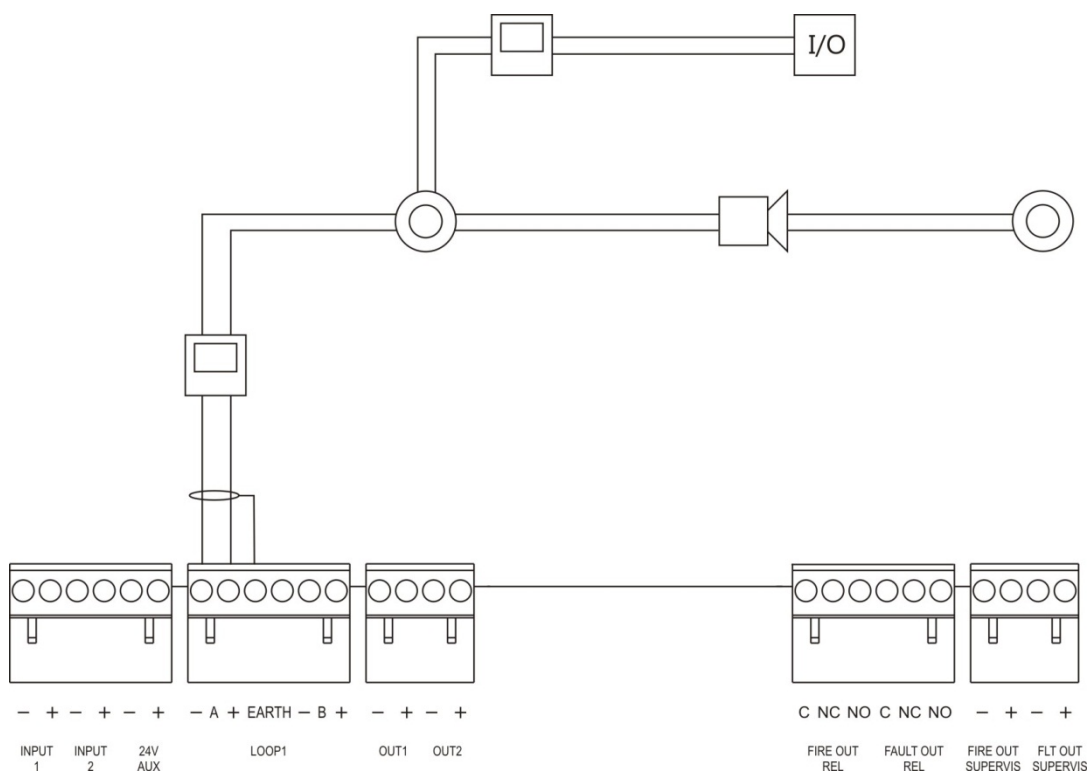 I/O
− + − + − + − A + EARTH − B + − + − + C NC NO C NC NO − + − +
INPUT INPUT 24V LOOP1 OUT1 OUT2 FIRE OUT FAULT OUT FIRE OUT FLT OUT
1 2 AUX REL REL SUPERVIS SUPERVIS